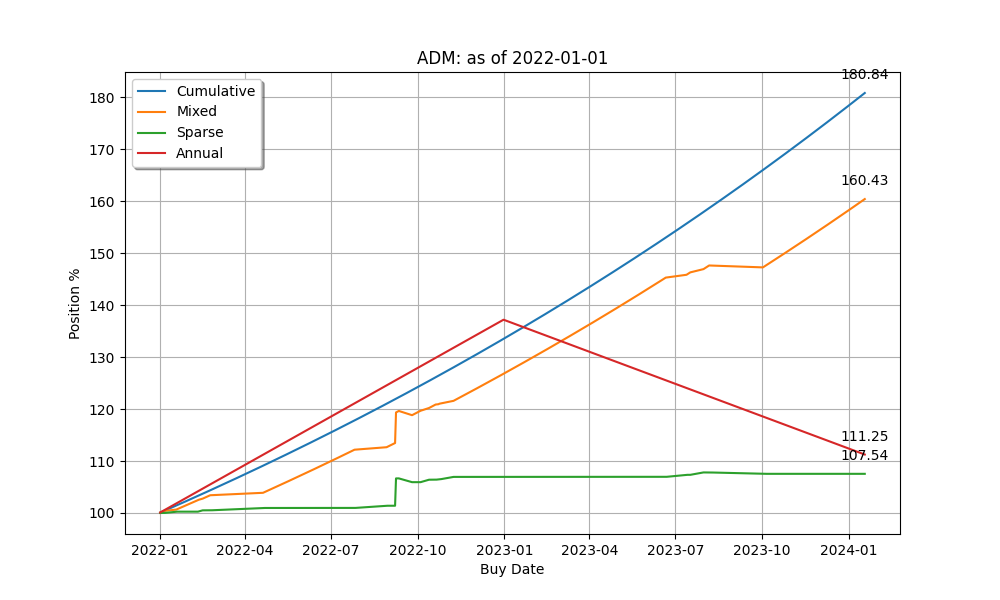 ADM: as of 2022-01-01
180.84
180
Cumulative
Mixed
Sparse
Annual
170
160.43
160
150
140
130
120
111.25
110
107.54
100
Position %
2022-01 2022-04 2022-07 2022-10 2023-01 2023-04 2023-07 2023-10 2024-01
Buy Date